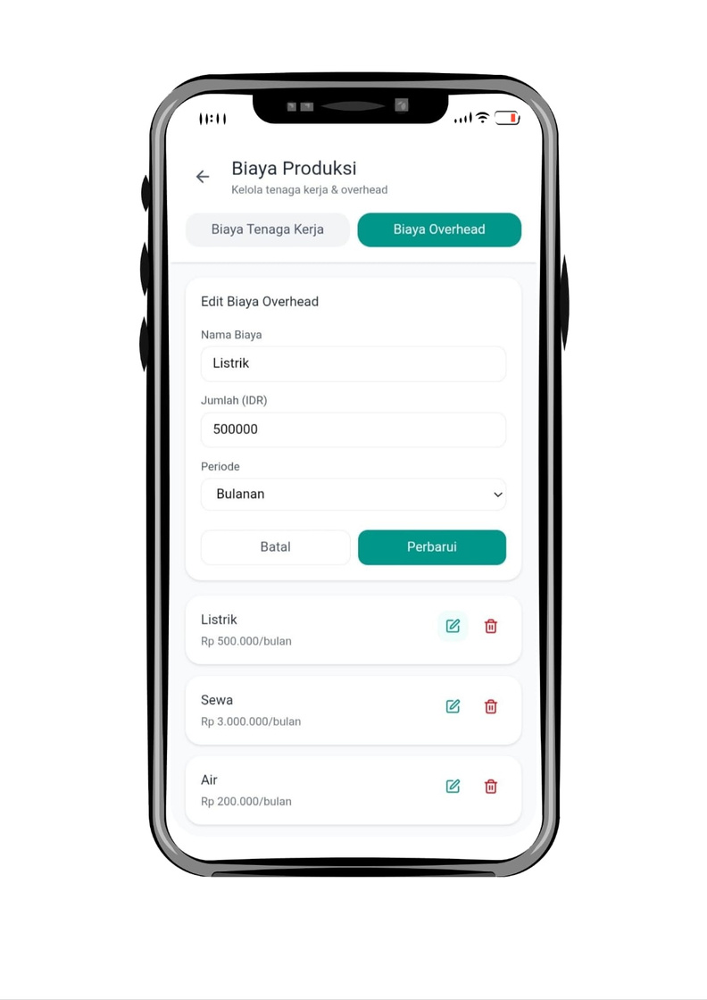 11:11
Biaya Produksi
Kelola tenaga kerja & overhead
Biaya Tenaga Kerja
Biaya Overhead
Edit Biaya Overhead
Nama Biaya
Listrik
Jumlah (IDR)
500000
Periode
Bulanan
Batal
Perbarui
Listrik
Rp 500.000/bulan
Sewa
Rp 3.000.000/bulan
Air
Rp 200.000/bulan